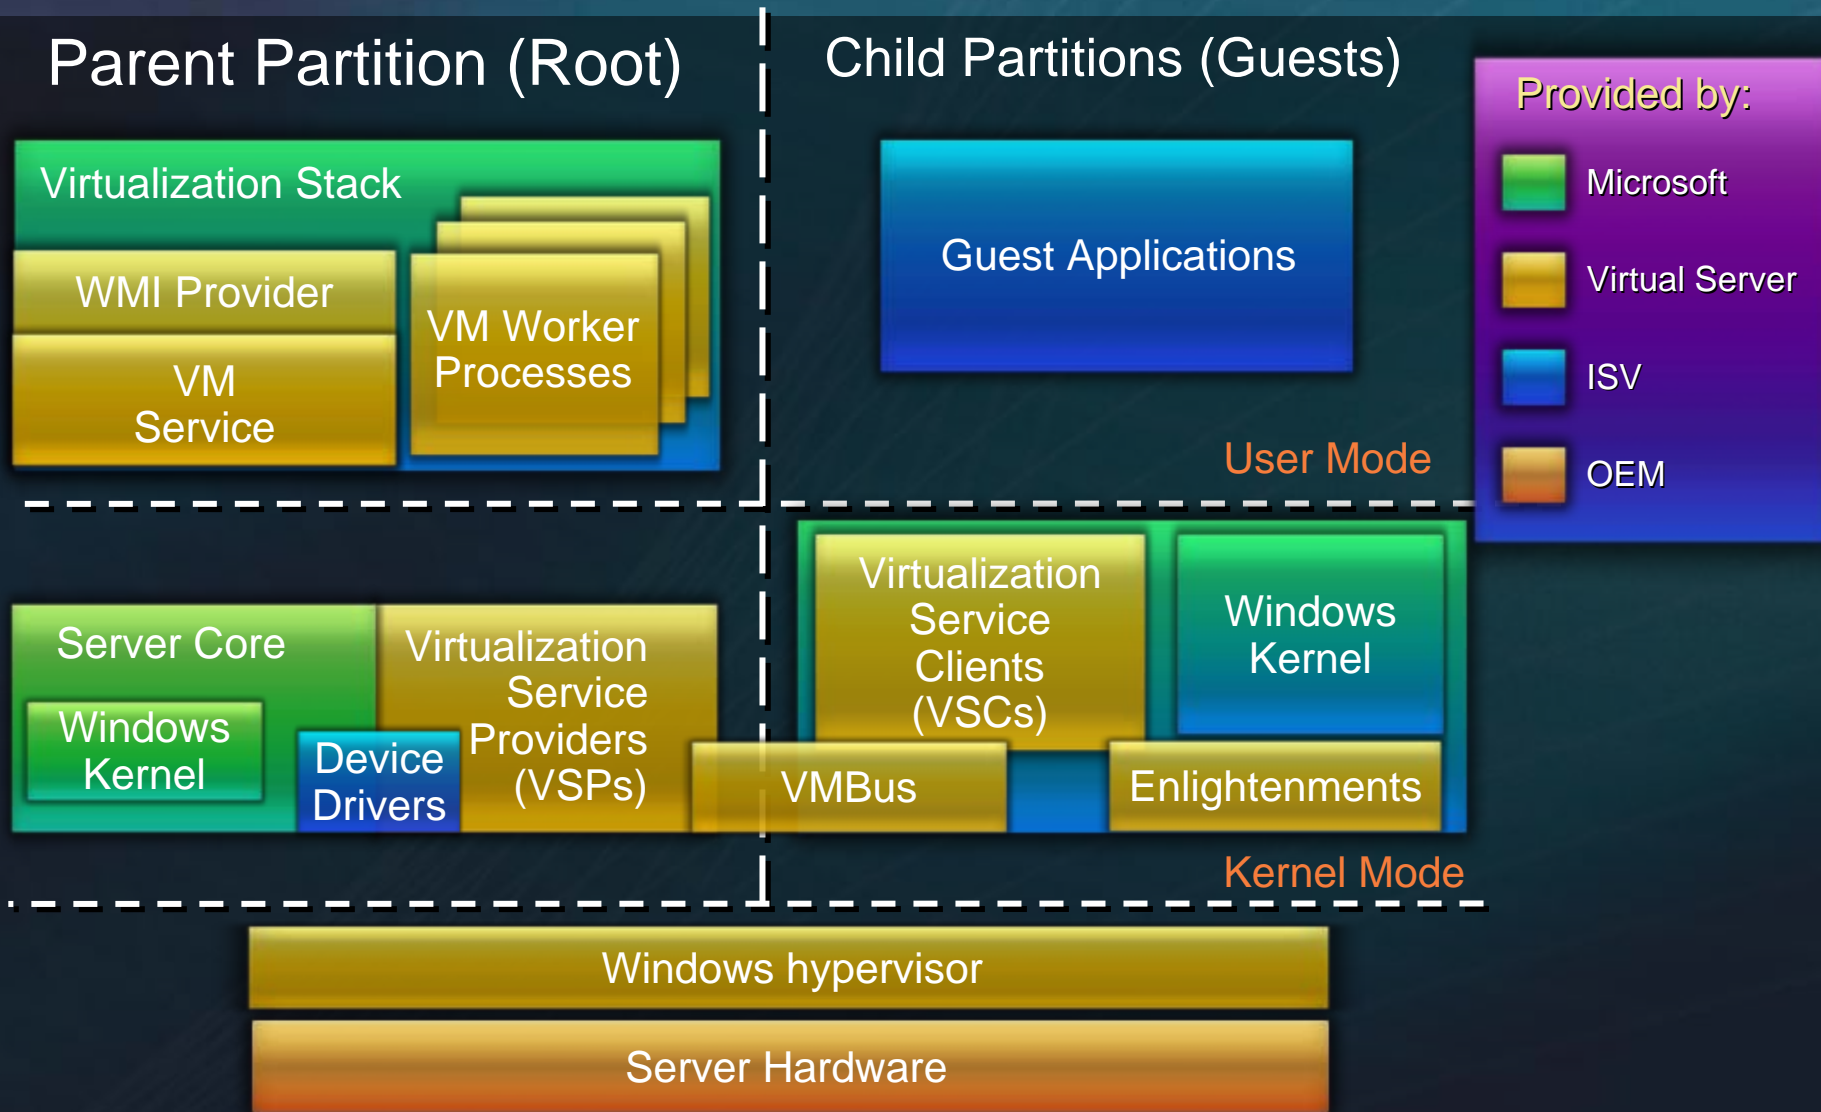 Parent Partition (Root)
Child Partitions (Guests)
Provided by:
Microsoft
Virtual Server
ISV
OEM
Virtualization Stack
WMI Provider
VM
Service
VM Worker
Processes
Guest Applications
User Mode
Server Core
Windows
Kernel
Device
Drivers
Virtualization
Service
Providers
(VSPs)
VMBus
Virtualization
Service
Clients
(VSCs)
Windows
Kernel
Enlightenments
Kernel Mode
Windows hypervisor
Server Hardware